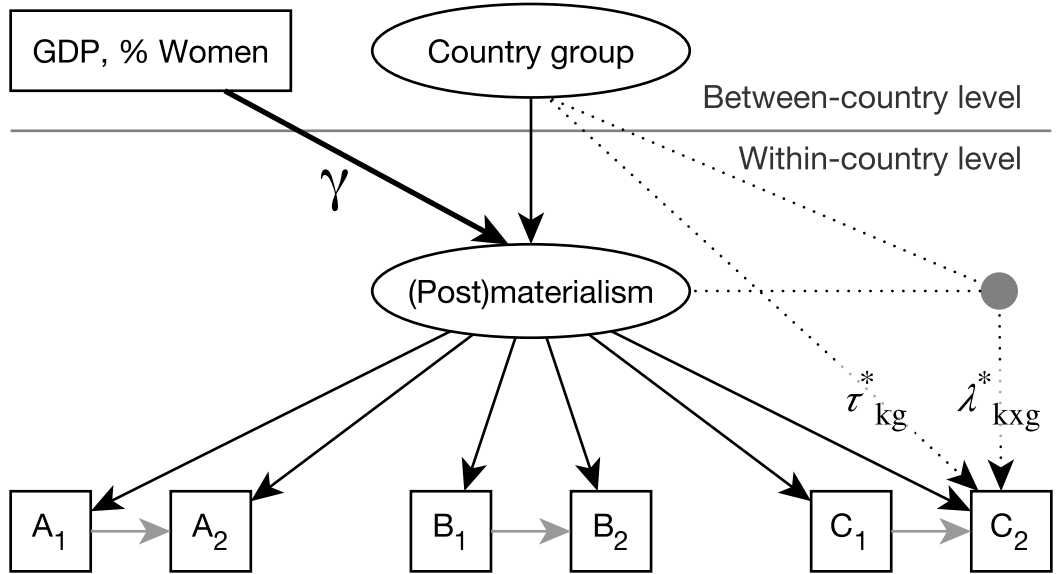 GDP, % Women
Country group
Between-country level
Within-country level
γ
(Post)materialism
τ*kg
λ*kxg
A1
A2
B1
B2
C1
C2